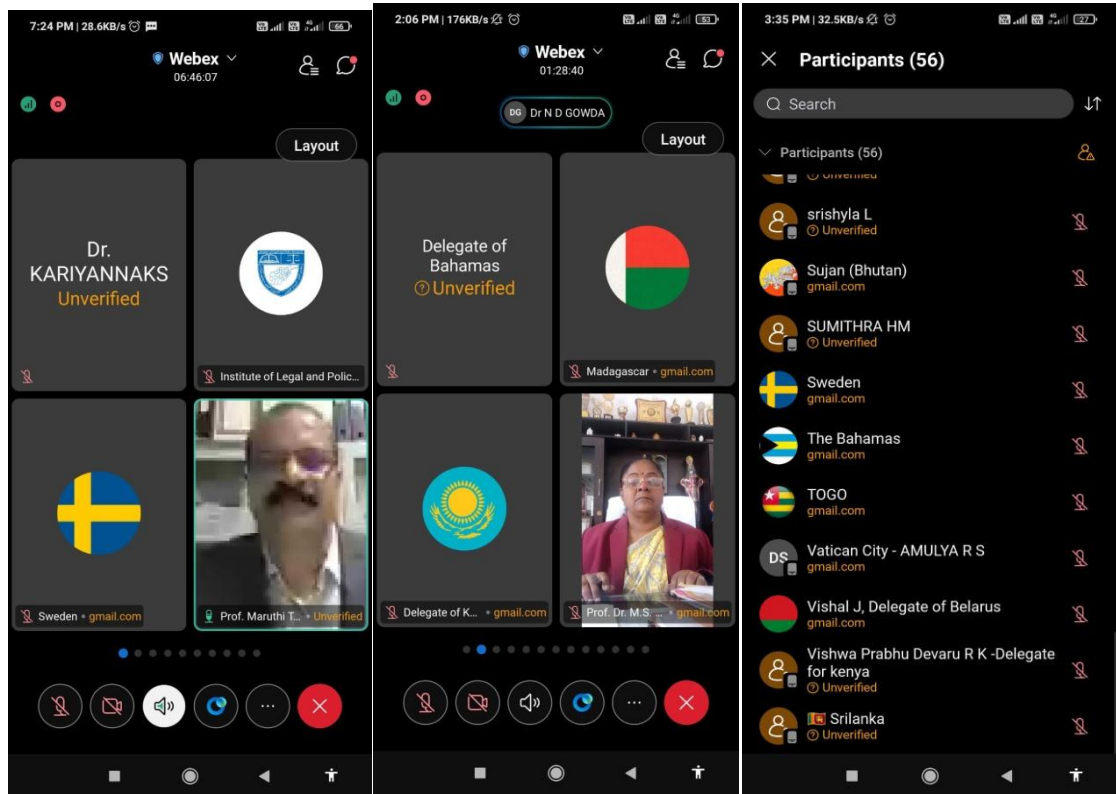 7:24 PM | 28.6KB/s
4G
66
Webex
06:46:07
Layout
Dr.
KARIYANNAKS
Unverified
Institute of Legal and Polic...
Sweden • gmail.com
Prof. Maruthi T... • Unverified
2:06 PM | 176KB/s
4G
53
Webex
01:28:40
DG Dr N D GOWDA
Layout
Delegate of
Bahamas
Unverified
Madagascar • gmail.com
Delegate of K... • gmail.com
Prof. Dr. M.S. ... • gmail.com
3:35 PM | 32.5KB/s
4G
27
Participants (56)
Search
Participants (56)
Unverified
srishyla L
Unverified
Sujan (Bhutan)
gmail.com
SUMITHRA HM
Unverified
Sweden
gmail.com
The Bahamas
gmail.com
TOGO
gmail.com
DS
Vatican City - AMULYA R S
gmail.com
Vishal J, Delegate of Belarus
gmail.com
Vishwa Prabhu Devaru R K -Delegate
for kenya
Unverified
🇱🇰 Srilanka
Unverified